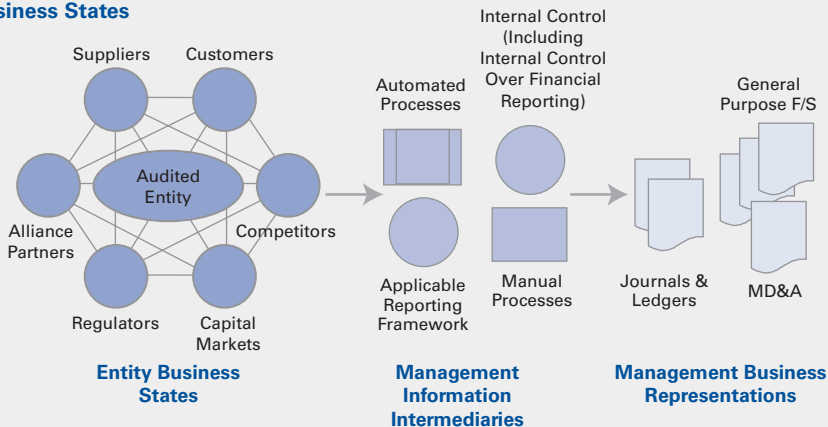 siness States
Suppliers
Customers
Audited
Entity
Alliance
Partners
Competitors
Regulators
Capital
Markets
Entity Business
States
Automated
Processes
Internal Control
(Including
Internal Control
Over Financial
Reporting)
Applicable
Reporting
Framework
Manual
Processes
Management
Information
Intermediaries
General
Purpose F/S
Journals &
Ledgers
MD&A
Management Business
Representations